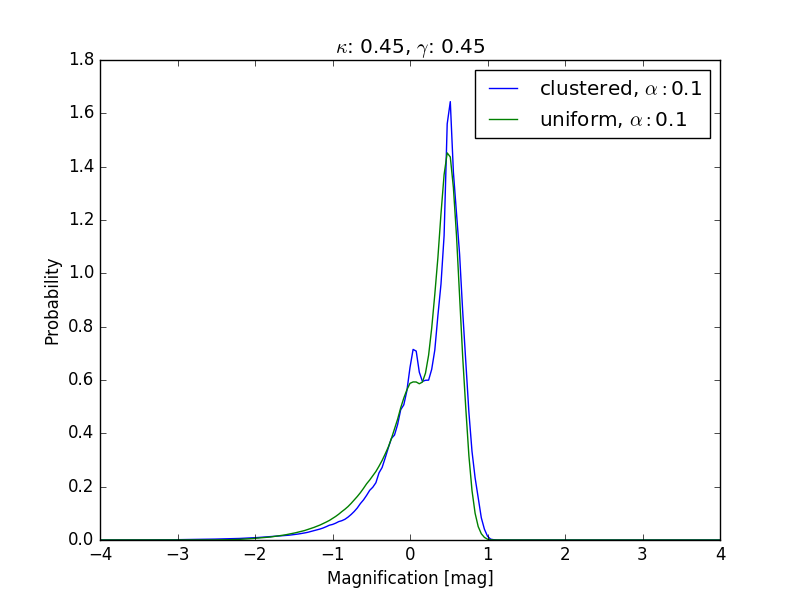 κ: 0.45, γ: 0.45
clustered, α:0.1
uniform, α:0.1
1.8
1.6
1.4
1.2
1.0
0.8
0.6
0.4
0.2
0.0
Probability
−4 −3 −2 −1 0 1 2 3 4
Magnification [mag]